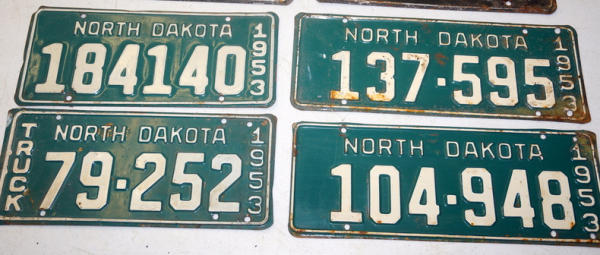 NORTH DAKOTA
184140
1953
NORTH DAKOTA
137·595
1953
TRUCK
NORTH DAKOTA
79·252
1953
NORTH DAKOTA
104·948
1953